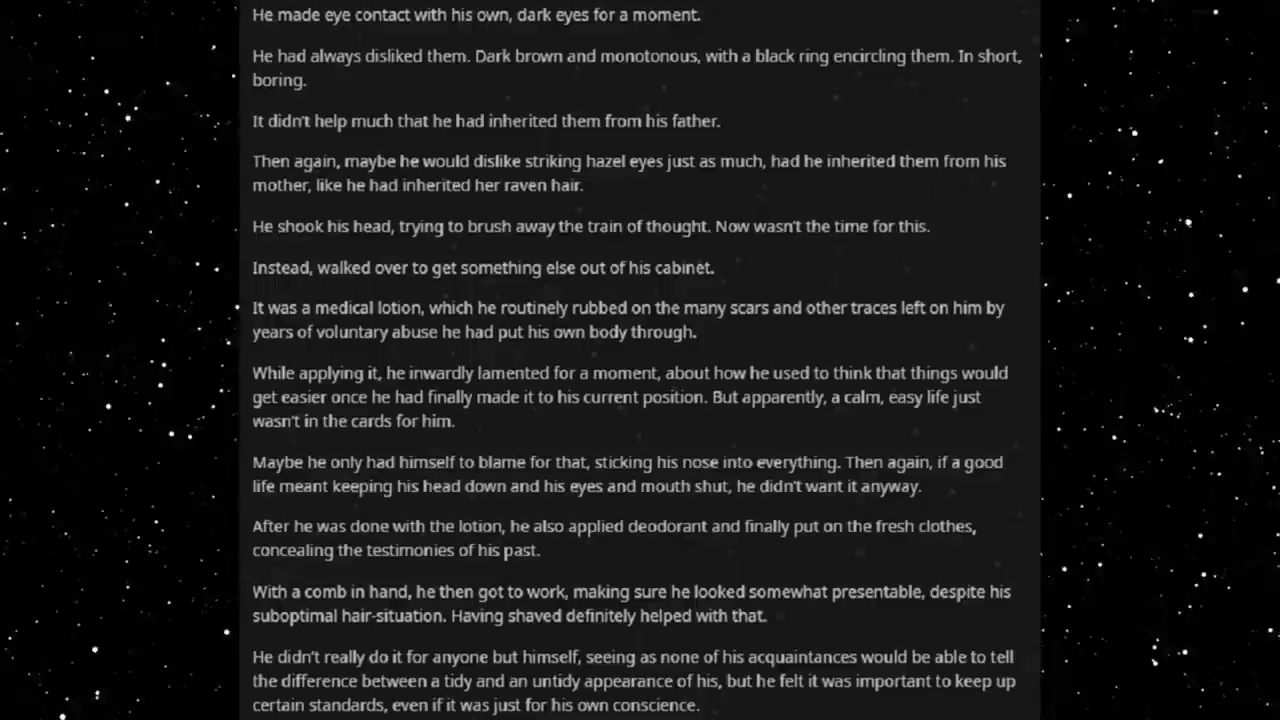 He made eye contact with his own, dark eyes for a moment.
He had always disliked them. Dark brown and monotonous, with a black ring encircling them. In short,
boring.
It didn't help much that he had inherited them from his father.
Then again, maybe he would dislike striking hazel eyes just as much, had he inherited them from his
mother, like he had inherited her raven hair.
He shook his head, trying to brush away the train of thought. Now wasn't the time for this.
Instead, walked over to get something else out of his cabinet.
It was a medical lotion, which he routinely rubbed on the many scars and other traces left on him by
years of voluntary abuse he had put his own body through.
While applying it, he inwardly lamented for a moment, about how he used to think that things would
get easier once he had finally made it to his current position. But apparently, a calm, easy life just
wasn't in the cards for him.
Maybe he only had himself to blame for that, sticking his nose into everything. Then again, if a good
life meant keeping his head down and his eyes and mouth shut, he didn't want it anyway.
After he was done with the lotion, he also applied deodorant and finally put on the fresh clothes,
concealing the testimonies of his past.
With a comb in hand, he then got to work, making sure he looked somewhat presentable, despite his
suboptimal hair-situation. Having shaved definitely helped with that.
He didn't really do it for anyone but himself, seeing as none of his acquaintances would be able to tell
the difference between a tidy and an untidy appearance of his, but he felt it was important to keep up
certain standards, even if it was just for his own conscience.